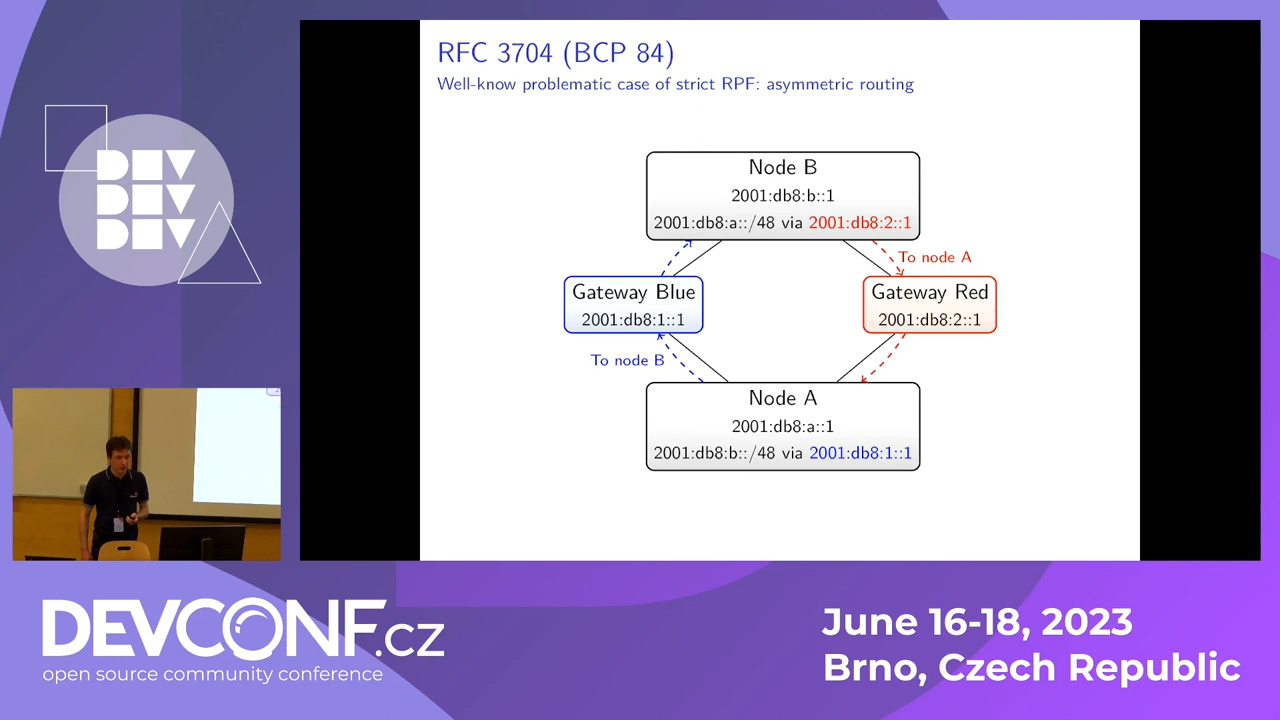 RFC 3704 (BCP 84)
Well-know problematic case of strict RPF: asymmetric routing
Node B
2001:db8:b::1
2001:db8:a::/48 via 2001:db8:2::1
To node A
Gateway Blue
2001:db8:1::1
Gateway Red
2001:db8:2::1
To node B
Node A
2001:db8:a::1
2001:db8:b::/48 via 2001:db8:1::1
DEV
DEV
DEV
DEVCONF.cz
open source community conference
June 16-18, 2023
Brno, Czech Republic